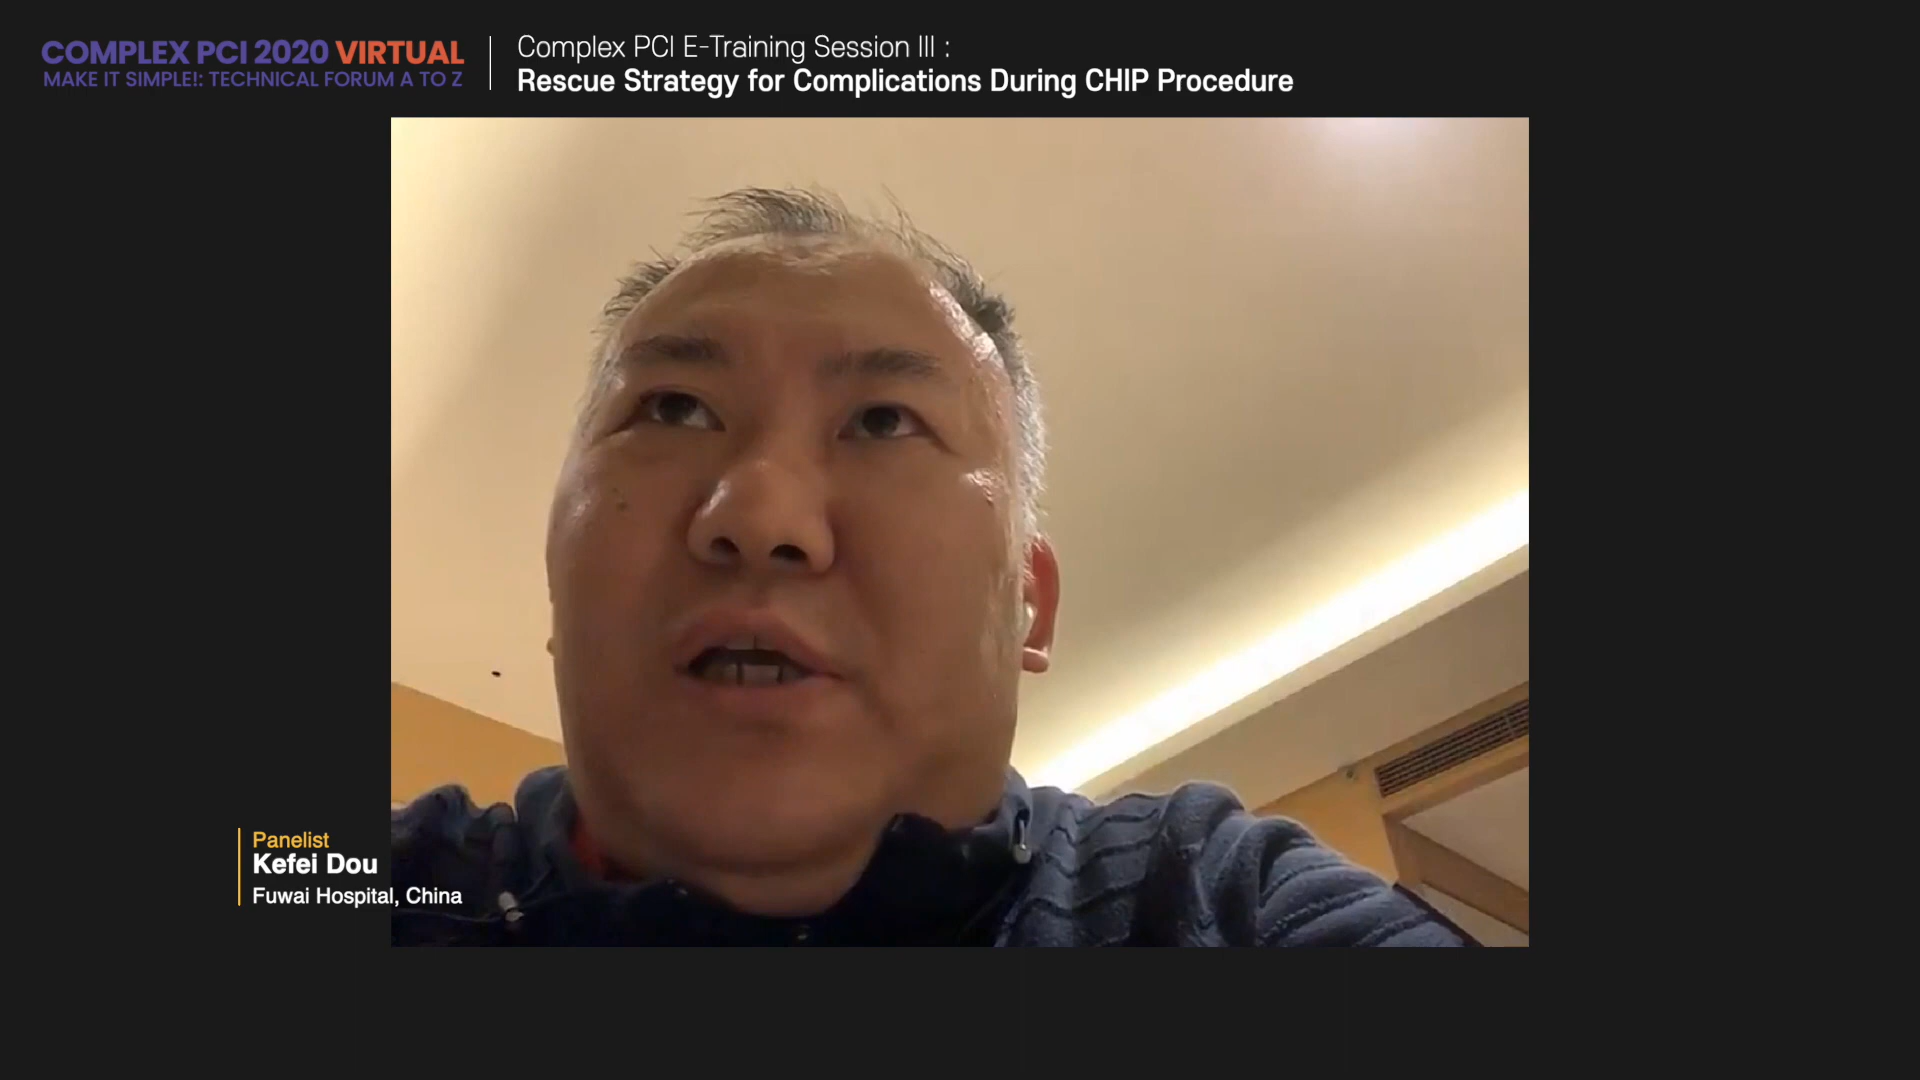 COMPLEX PCI 2020 VIRTUAL
MAKE IT SIMPLE!: TECHNICAL FORUM A TO Z
Complex PCI E-Training Session III :
Rescue Strategy for Complications During CHIP Procedure
Panelist
Kefei Dou
Fuwai Hospital, China